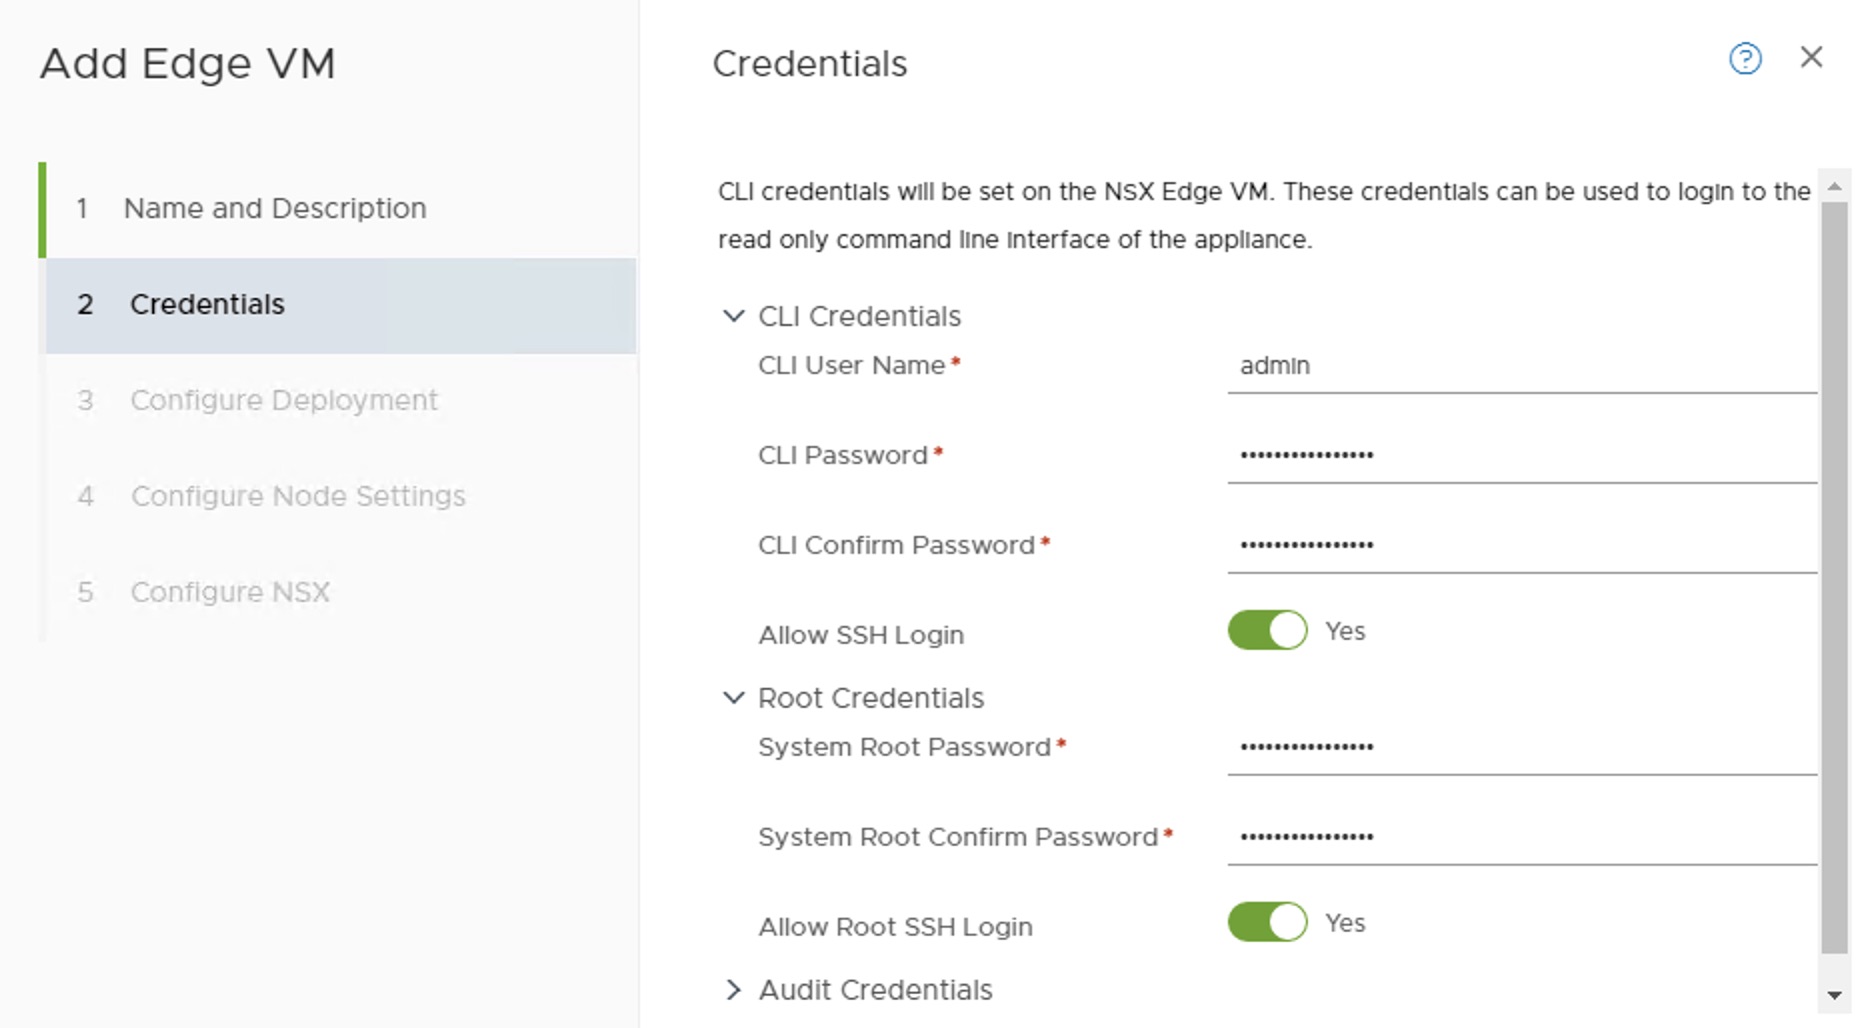 Add Edge VM
1 Name and Description
2 Credentials
3 Configure Deployment
4 Configure Node Settings
5 Configure NSX
Credentials
?
CLI credentials will be set on the NSX Edge VM. These credentials can be used to login to the
read only command line interface of the appliance.
CLI Credentials
CLI User Name* admin
CLI Password* ••••••••••••••••
CLI Confirm Password* ••••••••••••••••
Allow SSH Login Yes
Root Credentials
System Root Password* ••••••••••••••••
System Root Confirm Password* ••••••••••••••••
Allow Root SSH Login Yes
Audit Credentials